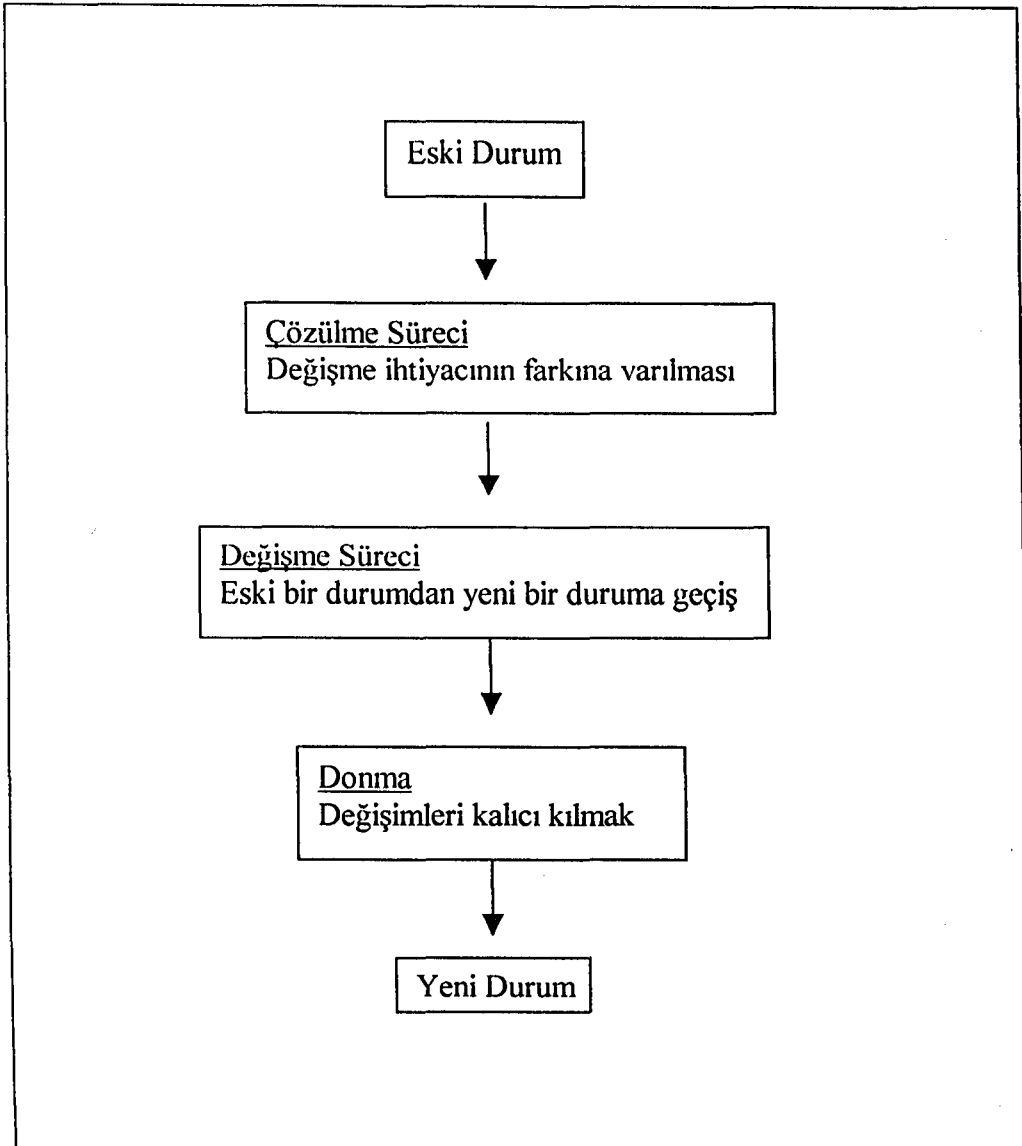 Eski Durum
Çözülme Süreci
Değişme ihtiyacının farkına varılması
Değişme Süreci
Eski bir durumdan yeni bir duruma geçiş
Donma
Değişimleri kalıcı kılmak
Yeni Durum